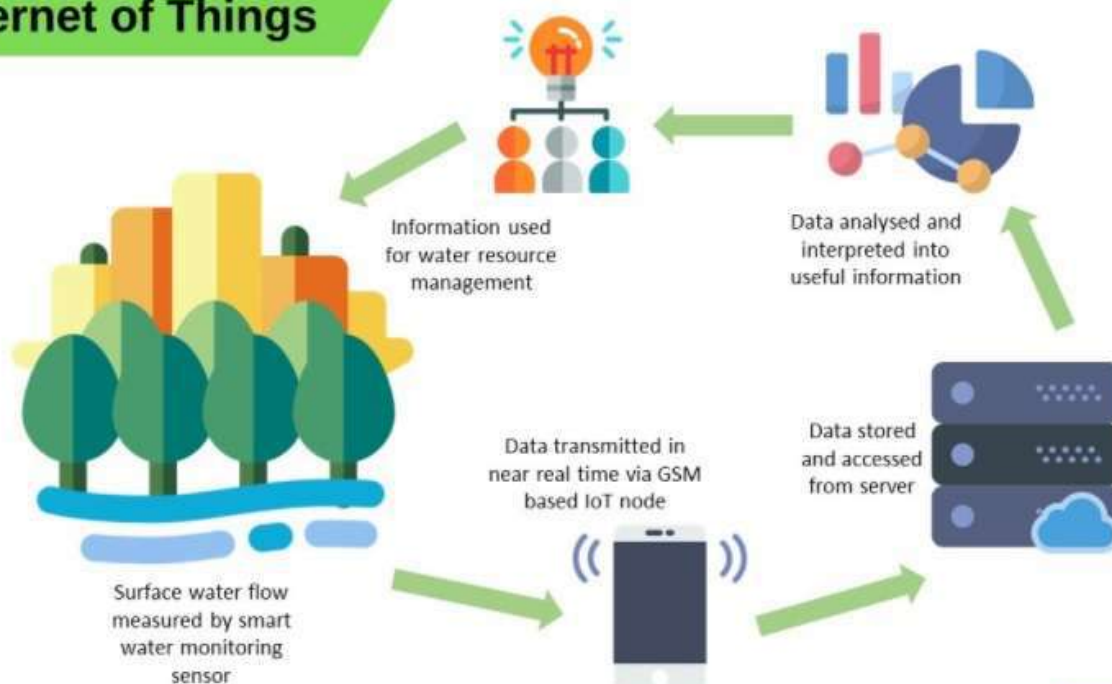 ernet of Things
Information used
for water resource
management
Data analysed and
interpreted into
useful information
Data transmitted in
near real time via GSM
based IoT node
Data stored
and accessed
from server
Surface water flow
measured by smart
water monitoring
sensor